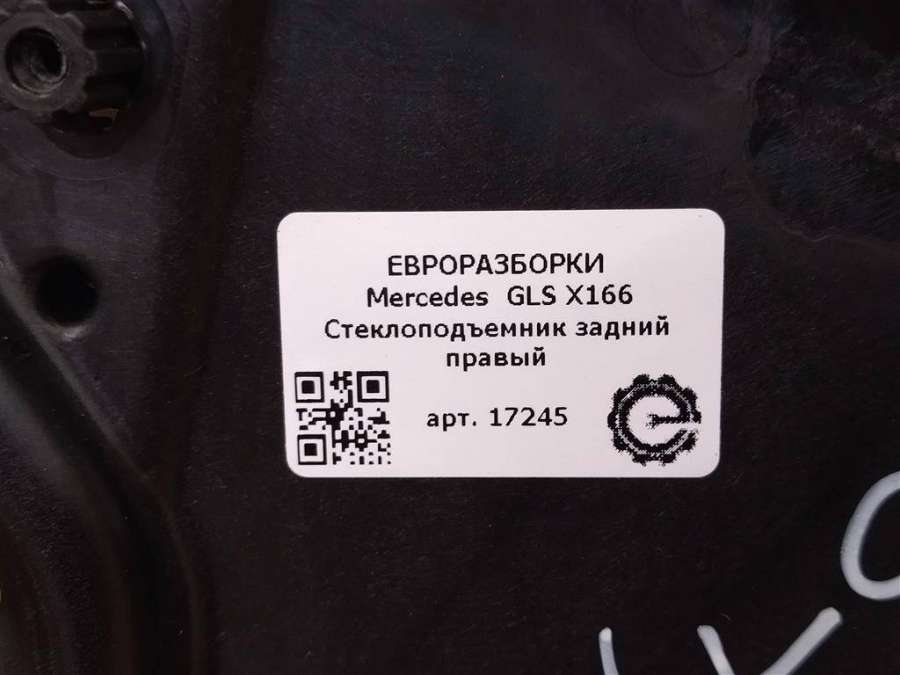 ЕВРОРАЗБОРКИ
Mercedes GLS X166
Стеклоподъемник задний
правый
арт. 17245